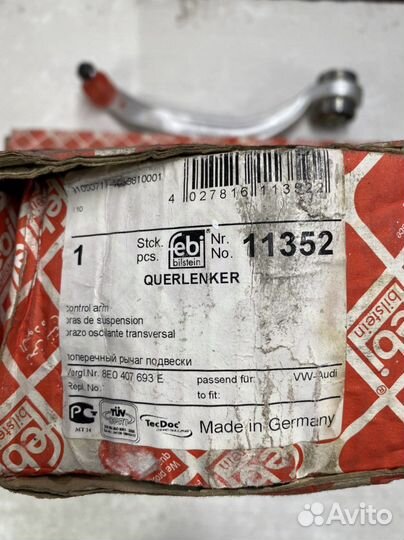 4 027816 113522
1
Stck.
pcs.
febi
bilstein
Nr.
No.
11352
QUERLENKER
control arm
bras de suspension
brazo oscilante transversal
поперечный рычаг подвески
Vergl.Nr. 8E0 407 693 E
passend für:
VW-Audi
Repl. No.
to fit:
TÜV
TecDoc
Made in Germany
febi
bilstein
Avito